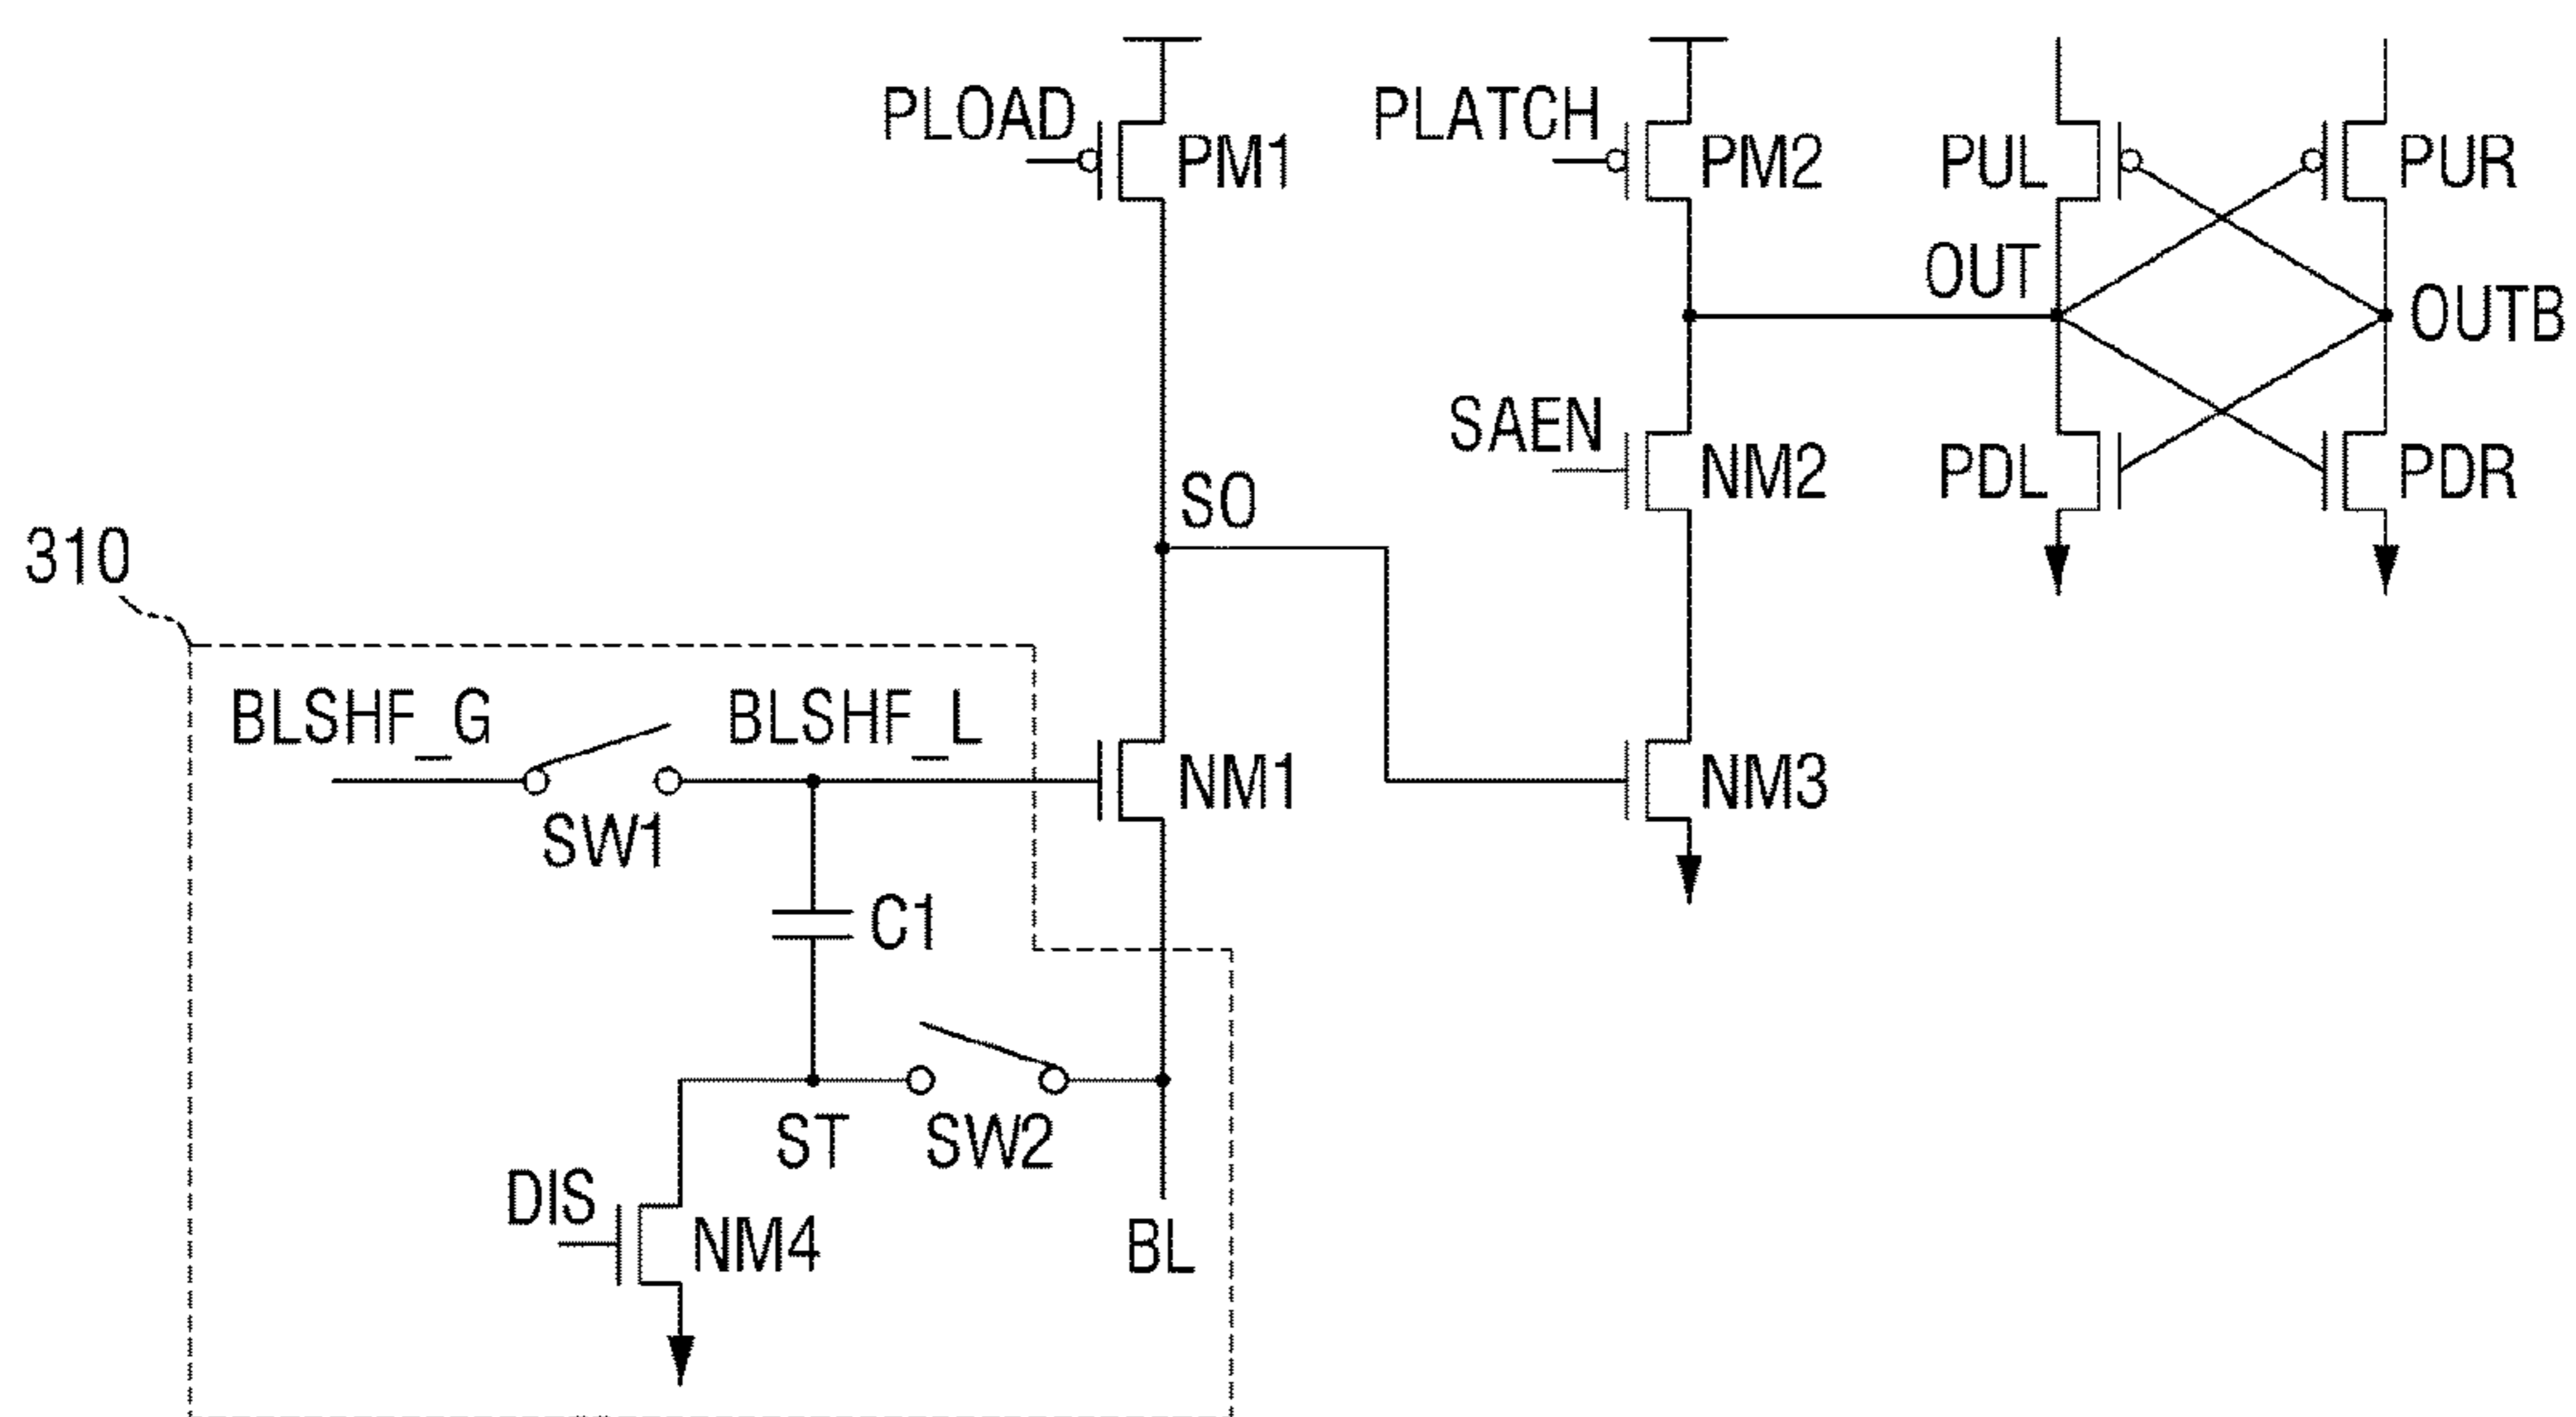 PLOAD
PM1
PLATCH
PM2
PUL
PUR
OUT
OUTB
SAEN
NM2
PDL
PDR
SO
310
BLSHF_G
BLSHF_L
SW1
NM1
NM3
C1
ST
SW2
DIS
NM4
BL